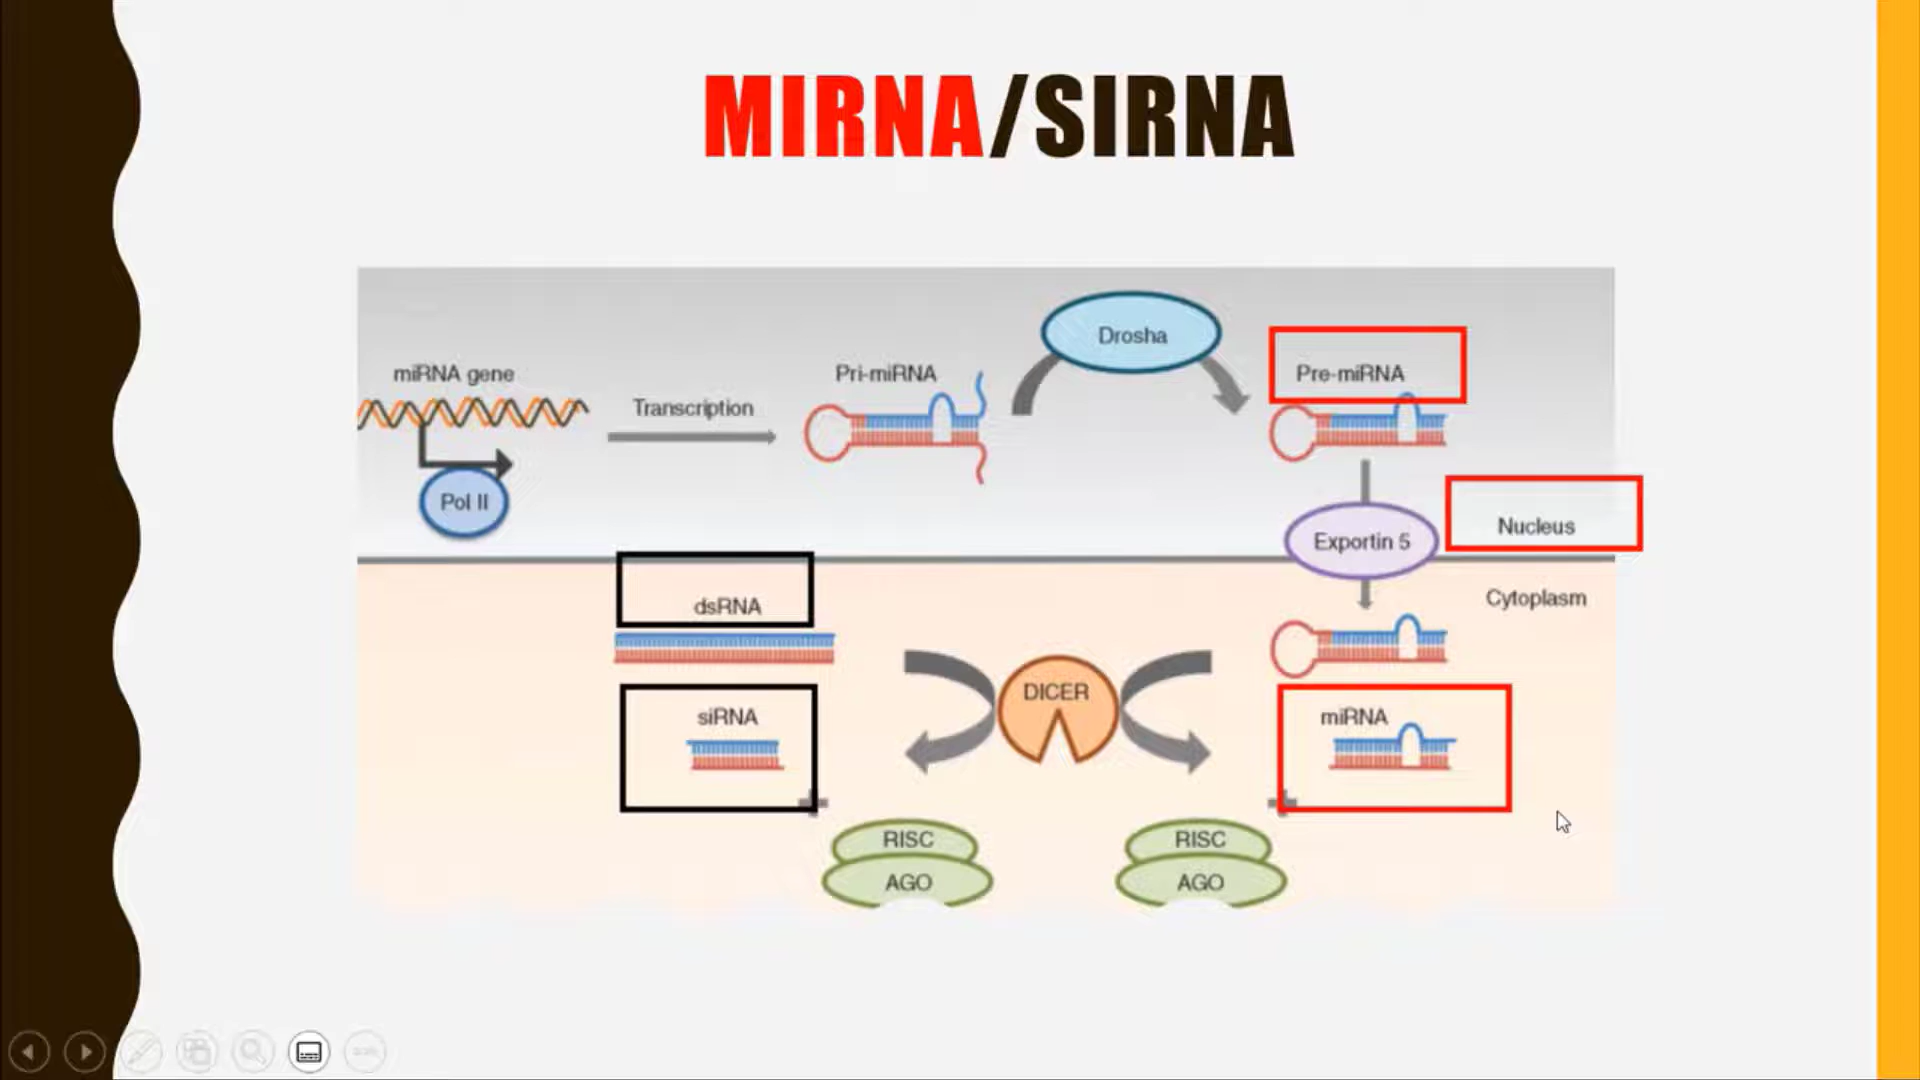 MIRNA/SIRNA
Drosha
miRNA gene
Pri-miRNA
Pre-miRNA
Transcription
Pol II
Nucleus
Exportin 5
Cytoplasm
dsRNA
DICER
siRNA
miRNA
RISC
RISC
AGO
AGO